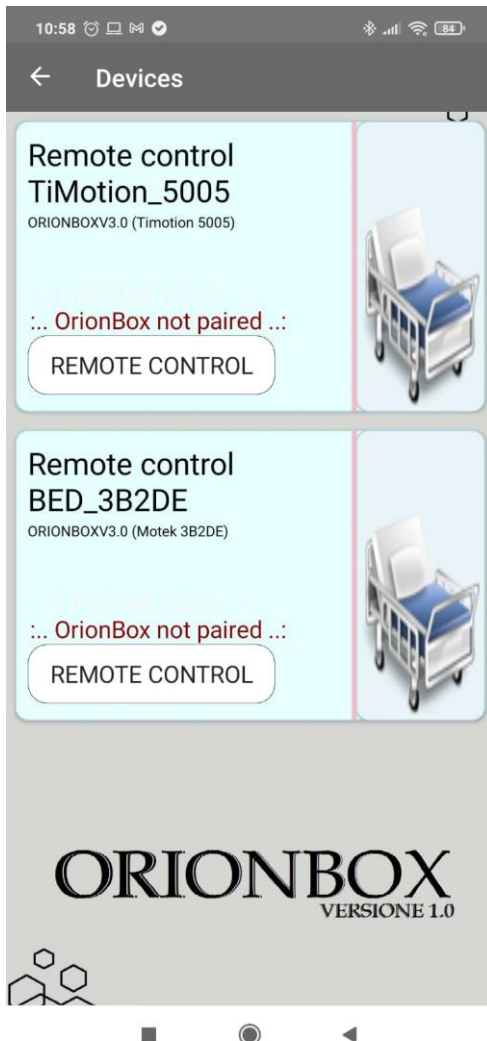 10:58
84
Devices
Remote control
TiMotion_5005
ORIONBOXV3.0 (Timotion 5005)
:.. OrionBox not paired ..:
REMOTE CONTROL
Remote control
BED_3B2DE
ORIONBOXV3.0 (Motek 3B2DE)
:.. OrionBox not paired ..:
REMOTE CONTROL
ORIONBOX
VERSIONE 1.0